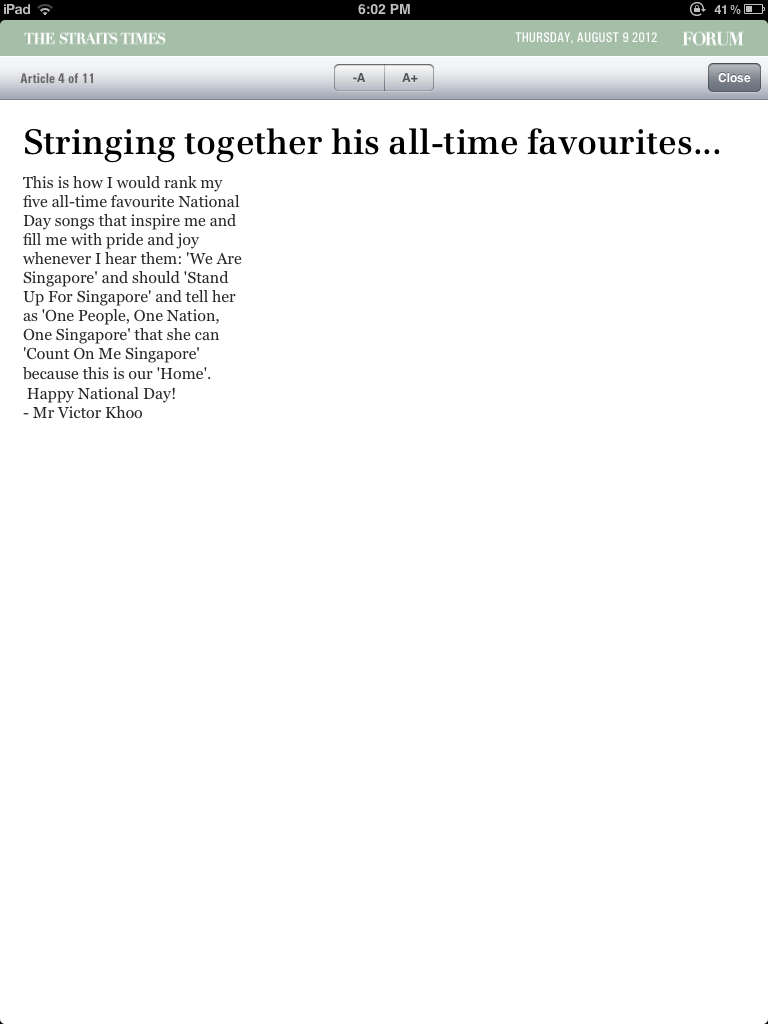 iPad 6:02 PM 41%
THE STRAITS TIMES THURSDAY, AUGUST 9 2012 FORUM
Article 4 of 11 -A A+ Close
Stringing together his all-time favourites...
This is how I would rank my
five all-time favourite National
Day songs that inspire me and
fill me with pride and joy
whenever I hear them: 'We Are
Singapore' and should 'Stand
Up For Singapore' and tell her
as 'One People, One Nation,
One Singapore' that she can
'Count On Me Singapore'
because this is our 'Home'.
Happy National Day!
- Mr Victor Khoo